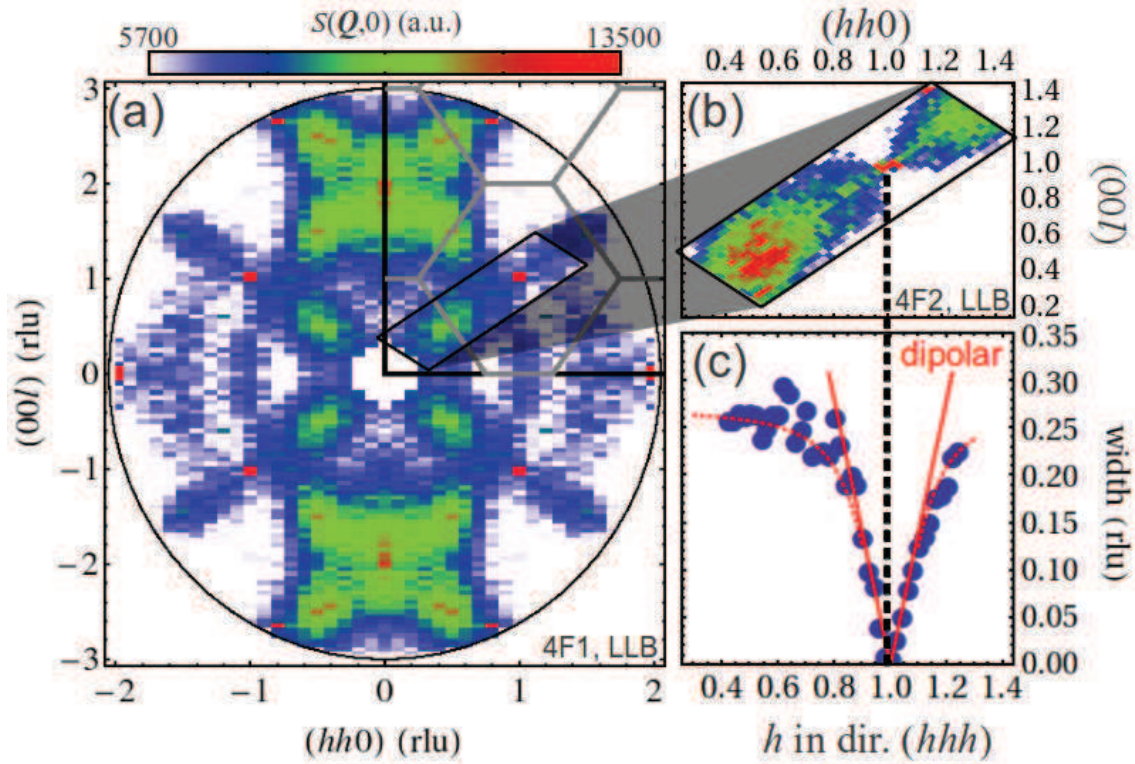 S(Q,0) (a.u.)
5700 13500
(a)
3
2
1
0
−1
−2
−3
(00l) (rlu)
−2 −1 0 1 2
(hh0) (rlu)
4F1, LLB
(hh0)
0.4 0.6 0.8 1.0 1.2 1.4
(b)
1.4
1.2
1.0
0.8
0.6
0.4
0.2
(00l)
4F2, LLB
(c)
dipolar
0.35
0.30
0.25
0.20
0.15
0.10
0.05
0.00
width (rlu)
0.4 0.6 0.8 1.0 1.2 1.4
h in dir. (hhh)